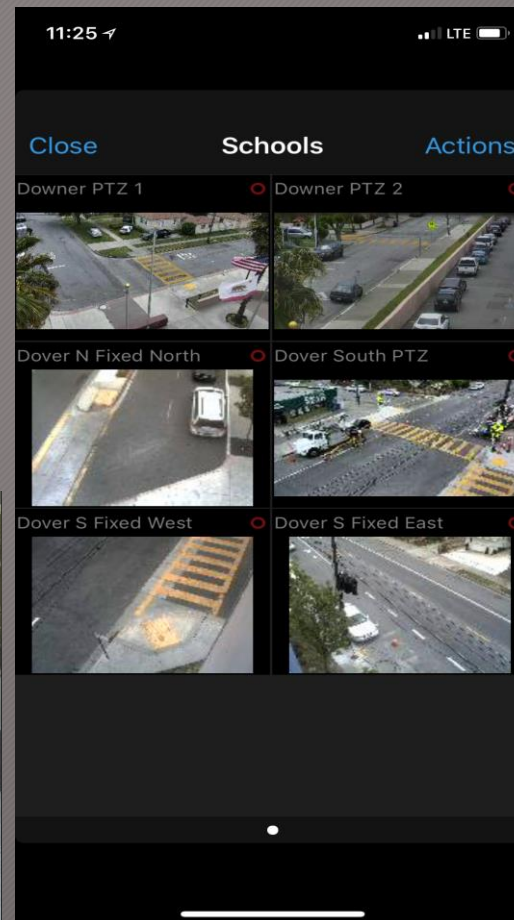 11:25
LTE
Close Schools Actions
Downer PTZ 1
Downer PTZ 2
Dover N Fixed North
Dover South PTZ
Dover S Fixed West
Dover S Fixed East